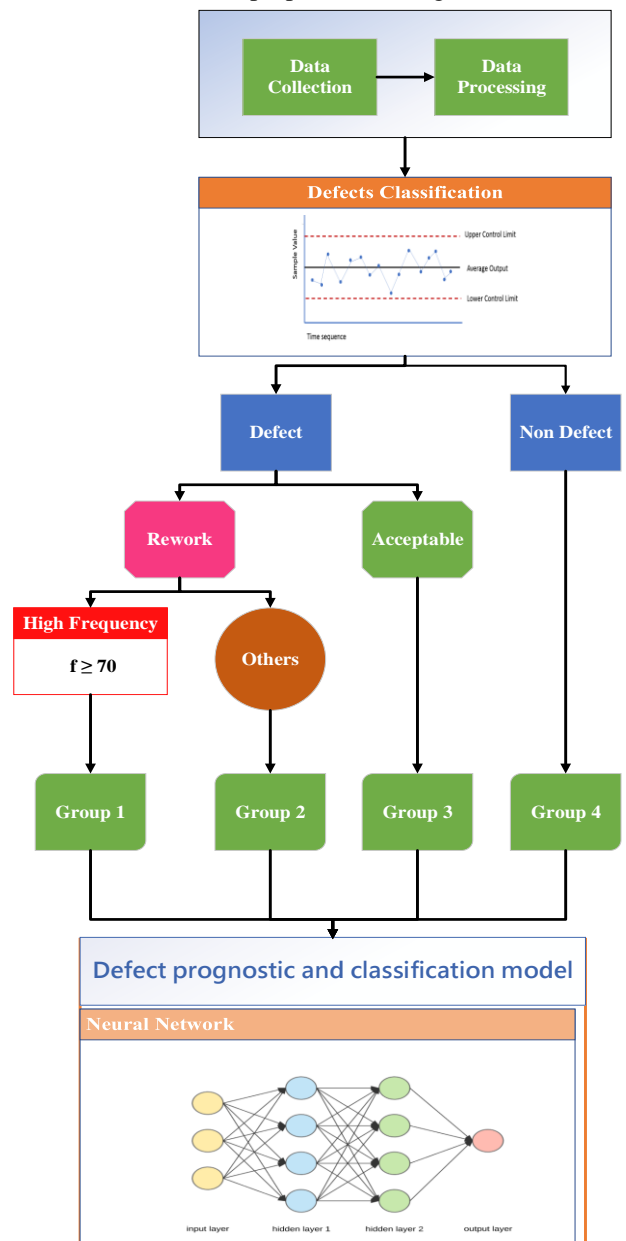 Data
Collection
Data
Processing
Defects Classification
Sample Value
Upper Control Limit
Average Output
Lower Control Limit
Time sequence
Defect
Non Defect
Rework
Acceptable
High Frequency
f ≥ 70
Others
Group 1
Group 2
Group 3
Group 4
Defect prognostic and classification model
Neural Network
input layer
hidden layer 1
hidden layer 2
output layer